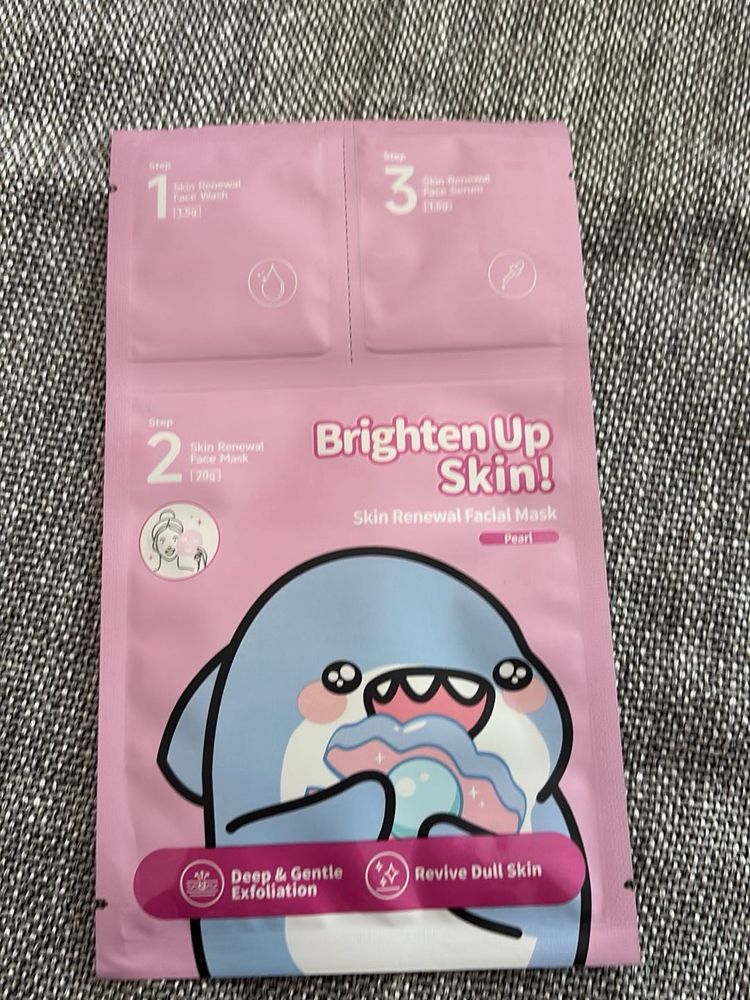 Step
1
Skin Renewal
Face Wash
1.5g
Step
3
Skin Renewal
Face Serum
1.5g
Step
2
Skin Renewal
Face Mask
20g
Brighten Up
Skin!
Skin Renewal Facial Mask
Pearl
Deep & Gentle
Exfoliation
Revive Dull Skin